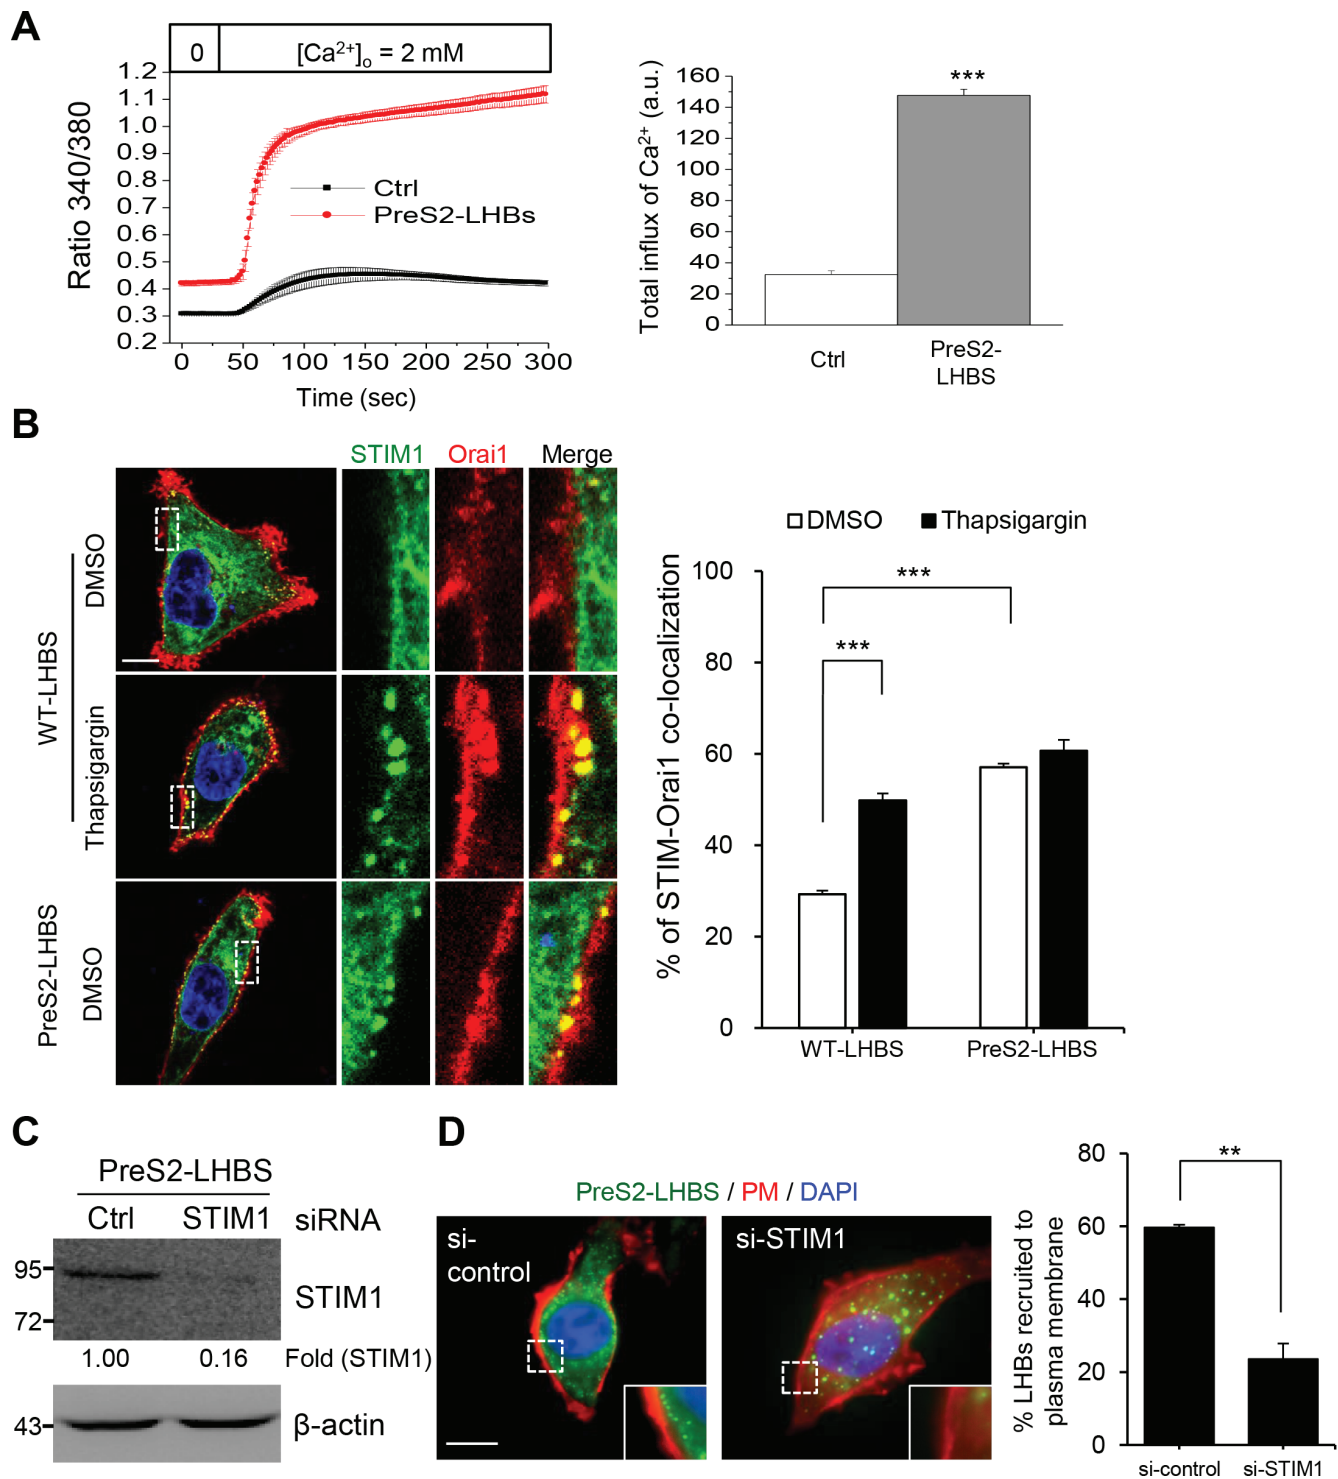 A
0
[Ca²⁺]ₒ = 2 mM
1.2
1.1
1.0
0.9
0.8
0.7
0.6
0.5
0.4
0.3
0.2
Ratio 340/380
Ctrl
PreS2-LHBs
0 50 100 150 200 250 300
Time (sec)
160
140
120
100
80
60
40
20
0
Total influx of Ca²⁺ (a.u.)
***
Ctrl
PreS2-
LHBS
B
STIM1 Orai1 Merge
WT-LHBS
DMSO
Thapsigargin
PreS2-LHBS
DMSO
DMSO Thapsigargin
% of STIM-Orai1 co-localization
100
80
60
40
20
0
***
***
WT-LHBS PreS2-LHBS
C
PreS2-LHBS
Ctrl STIM1 siRNA
95
STIM1
72
1.00 0.16 Fold (STIM1)
43
β-actin
D
PreS2-LHBS / PM / DAPI
si-
control
si-STIM1
% LHBs recruited to
plasma membrane
80
60
40
20
0
**
si-control si-STIM1